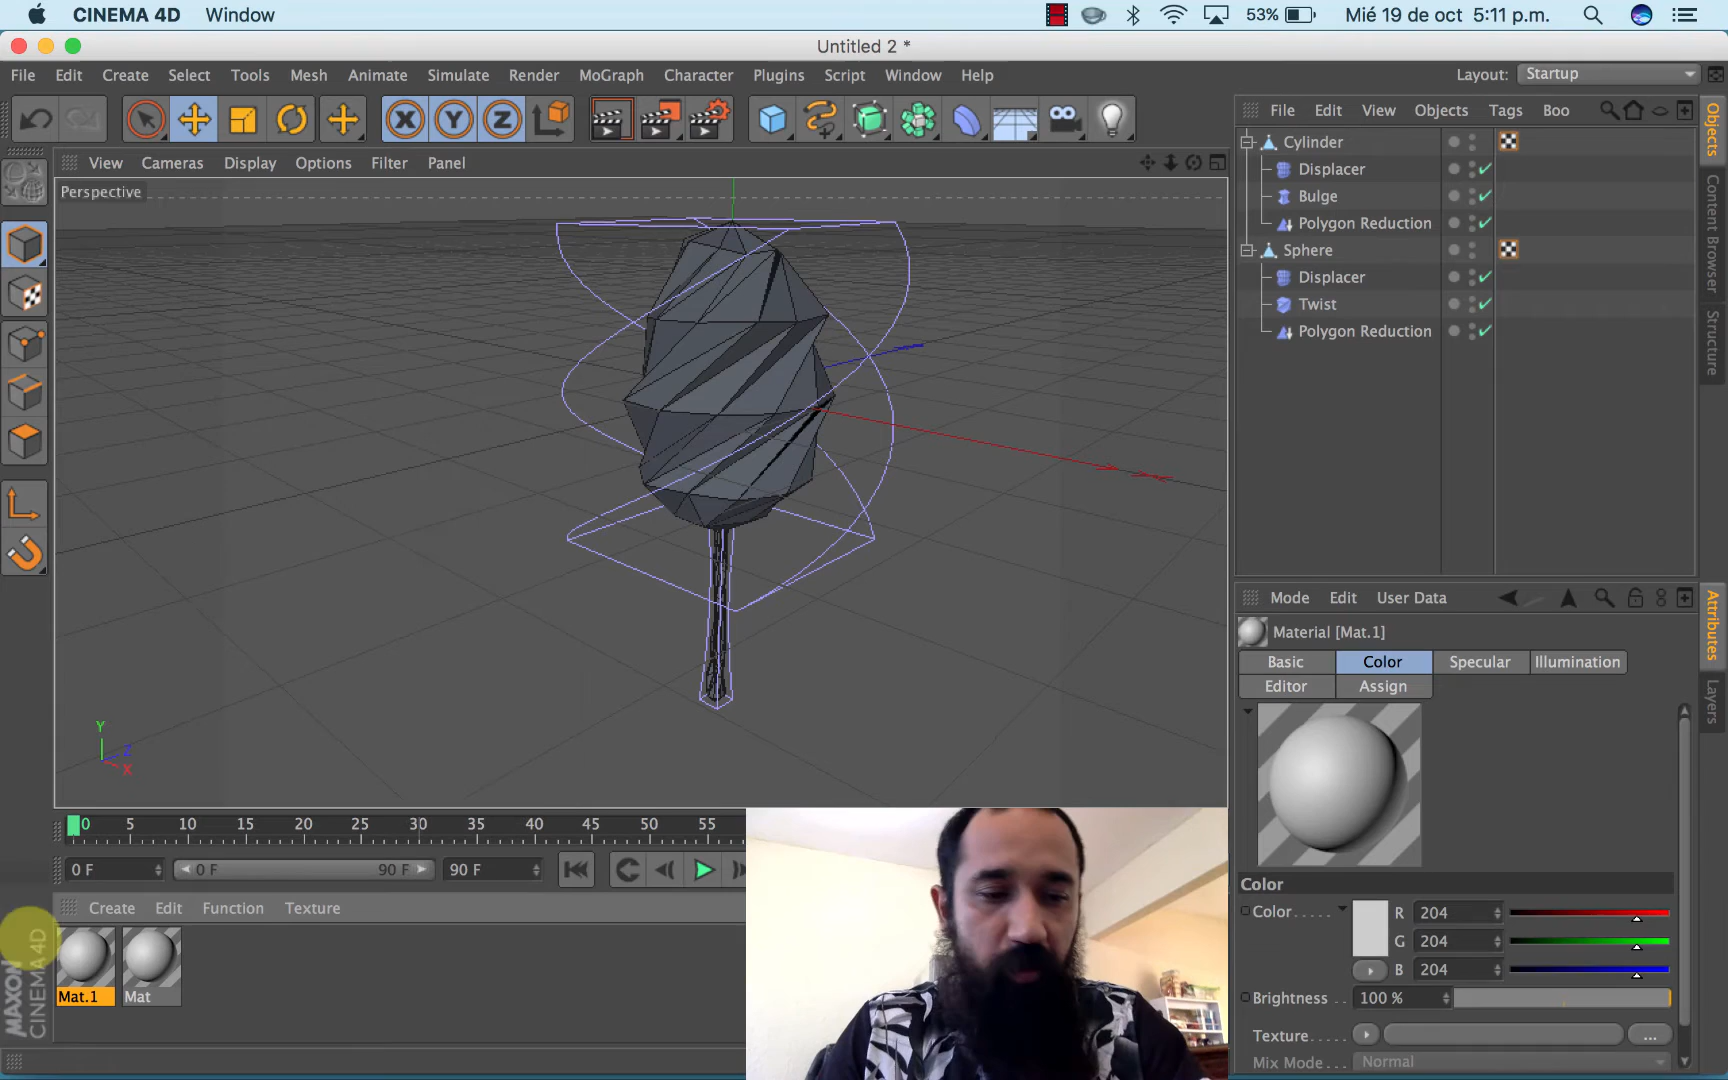 CINEMA 4D Window 53% Mié 19 de oct 5:11 p.m.
Untitled 2 *
File Edit Create Select Tools Mesh Animate Simulate Render MoGraph Character Plugins Script Window Help Layout: Startup
X Y Z
File Edit View Objects Tags Boo
View Cameras Display Options Filter Panel
Perspective
Cylinder
Displacer
Bulge
Polygon Reduction
Sphere
Displacer
Twist
Polygon Reduction
Objects
Content Browser
Structure
Y
Z
X
Mode Edit User Data
Material [Mat.1]
Basic Color Specular Illumination
Editor Assign
Attributes
Layers
0 5 10 15 20 25 30 35 40 45 50 55
0 F 0 F 90 F 90 F
Create Edit Function Texture
Mat.1 Mat
MAXON
CINEMA 4D
Color
Color..... R 204
G 204
B 204
Brightness .. 100 %
Texture..... ...
Mix Mode. Normal